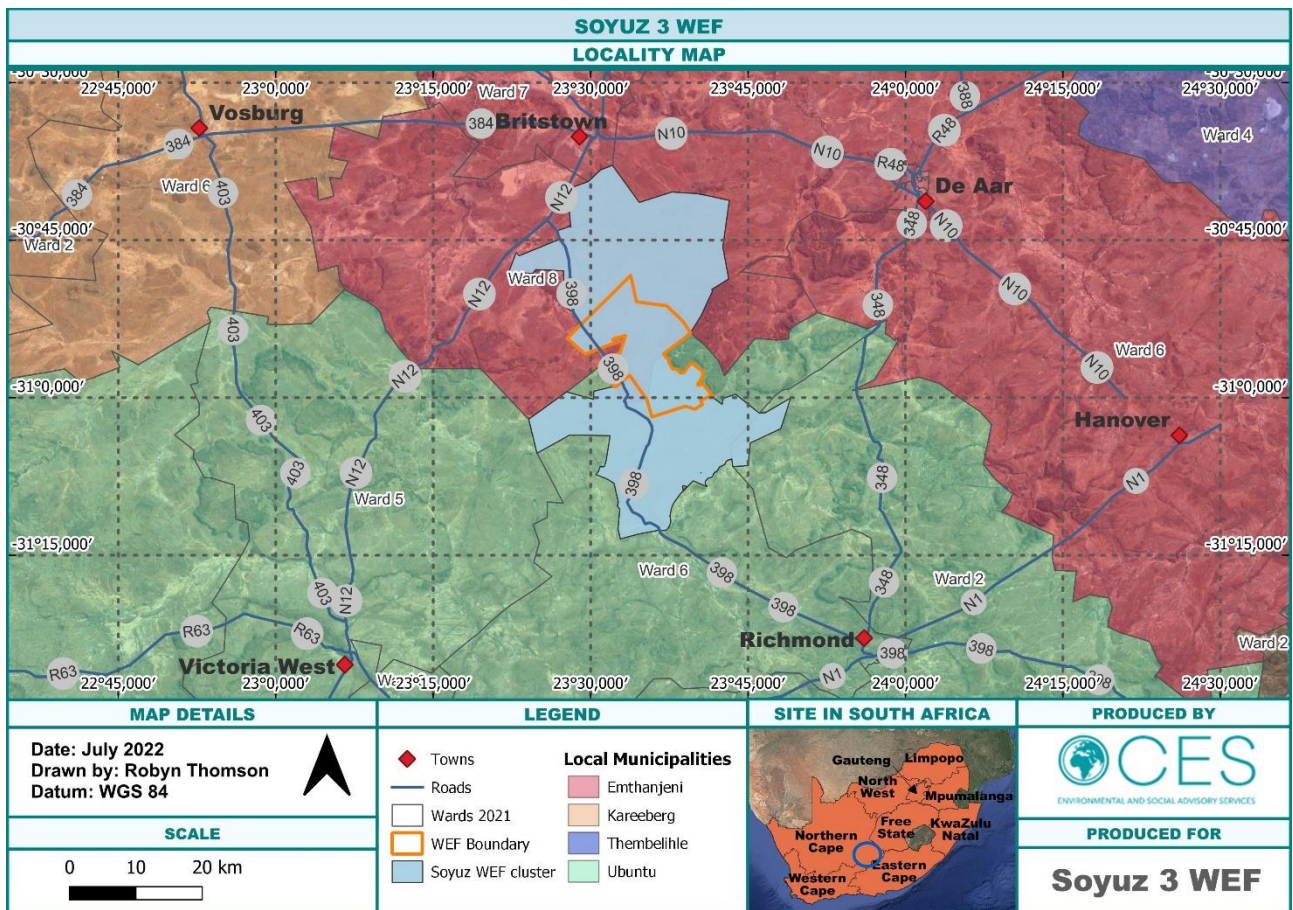 SOYUZ 3 WEF
LOCALITY MAP
22°45,000′ 23°0,000′ 23°15,000′ 23°30,000′ 23°45,000′ 24°0,000′ 24°15,000′ 24°30,000′
-30°30,000′ -30°30,000′
Ward 7
388
Vosburg
384
Britstown
N10
R48
Ward 4
384
N10
R48
De Aar
Ward 6
403
384
N12
348
N10
Ward 2
-30°45,000′ -30°45,000′
Ward 8
N12
398
348
N10
403
398
N12
Ward 6
N10
-31°0,000′ -31°0,000′
403
Hanover
403
N12
Ward 5
398
348
N1
-31°15,000′ -31°15,000′
Ward 6
398
348
Ward 2
403
N12
398
N1
R63
R63
Richmond
398
398
Ward 2
Victoria West
R63
N1
398
22°45,000′ 23°0,000′ 23°15,000′ 23°30,000′ 23°45,000′ 24°0,000′ 24°15,000′ 24°30,000′
MAP DETAILS
Date: July 2022
Drawn by: Robyn Thomson
Datum: WGS 84
SCALE
0 10 20 km
LEGEND
Towns
Roads
Wards 2021
WEF Boundary
Soyuz WEF cluster
Local Municipalities
Emthanjeni
Kareeberg
Thembelihle
Ubuntu
SITE IN SOUTH AFRICA
Limpopo
Gauteng
North
West
Mpumalanga
Free
State
KwaZulu
Natal
Northern
Cape
Eastern
Cape
Western
Cape
PRODUCED BY
CES
ENVIRONMENTAL AND SOCIAL ADVISORY SERVICES
PRODUCED FOR
Soyuz 3 WEF